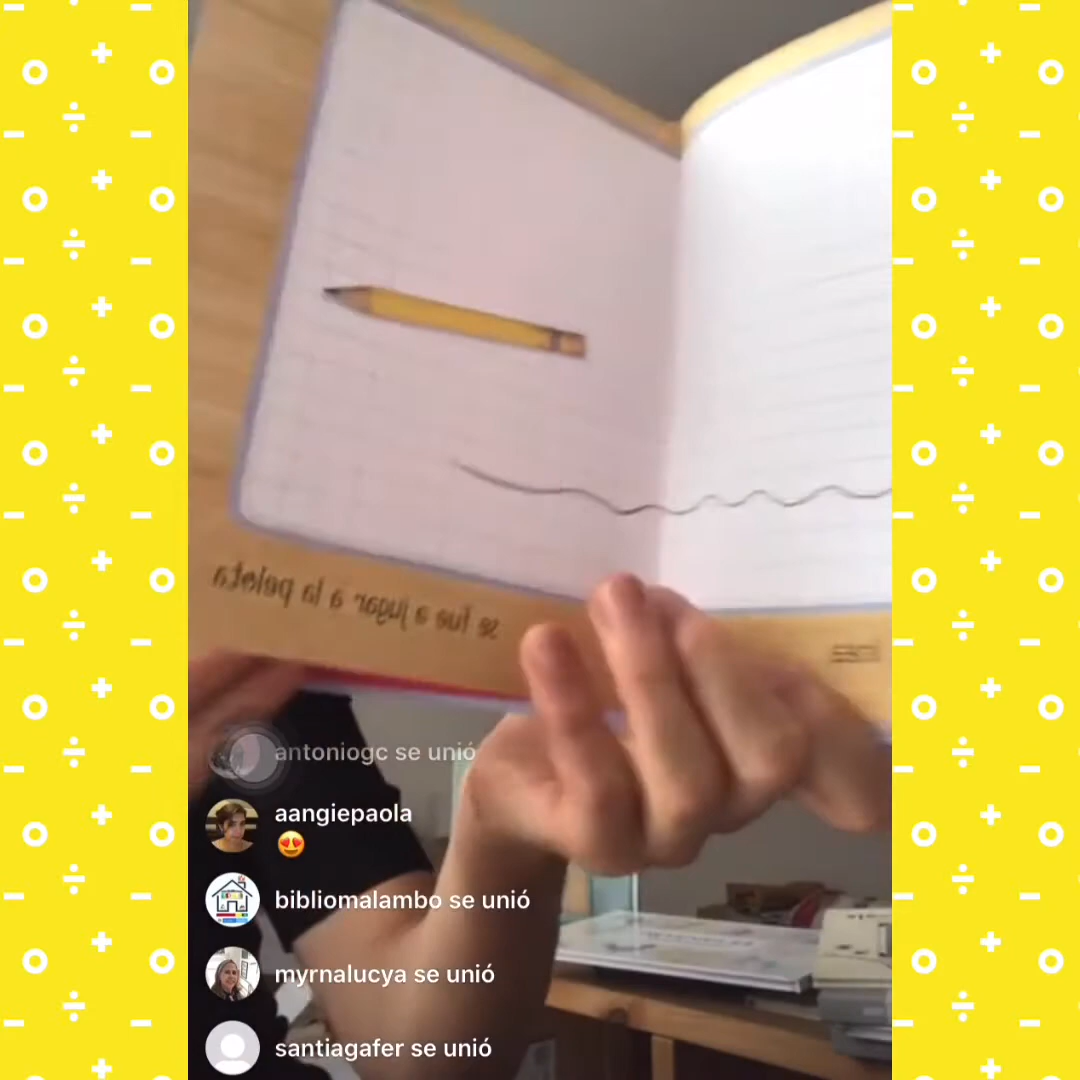 se fue a jugar a la pelota
antoniogc se unió
aangiepaola
😍
bibliomalambo se unió
myrnalucya se unió
santiagafer se unió